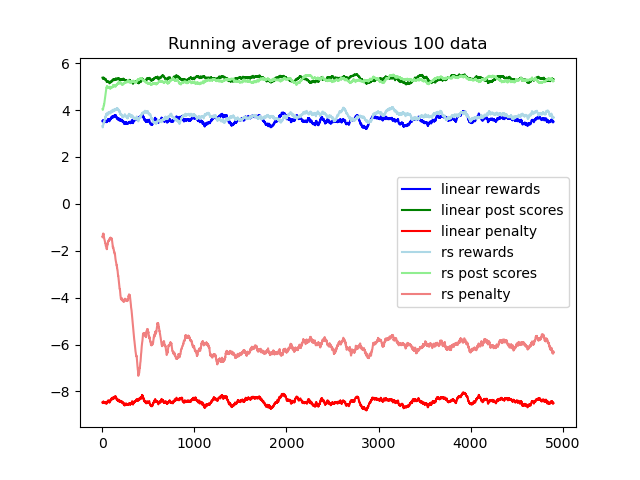 Running average of previous 100 data
6
4
2
0
−2
−4
−6
−8
linear rewards
linear post scores
linear penalty
rs rewards
rs post scores
rs penalty
0 1000 2000 3000 4000 5000